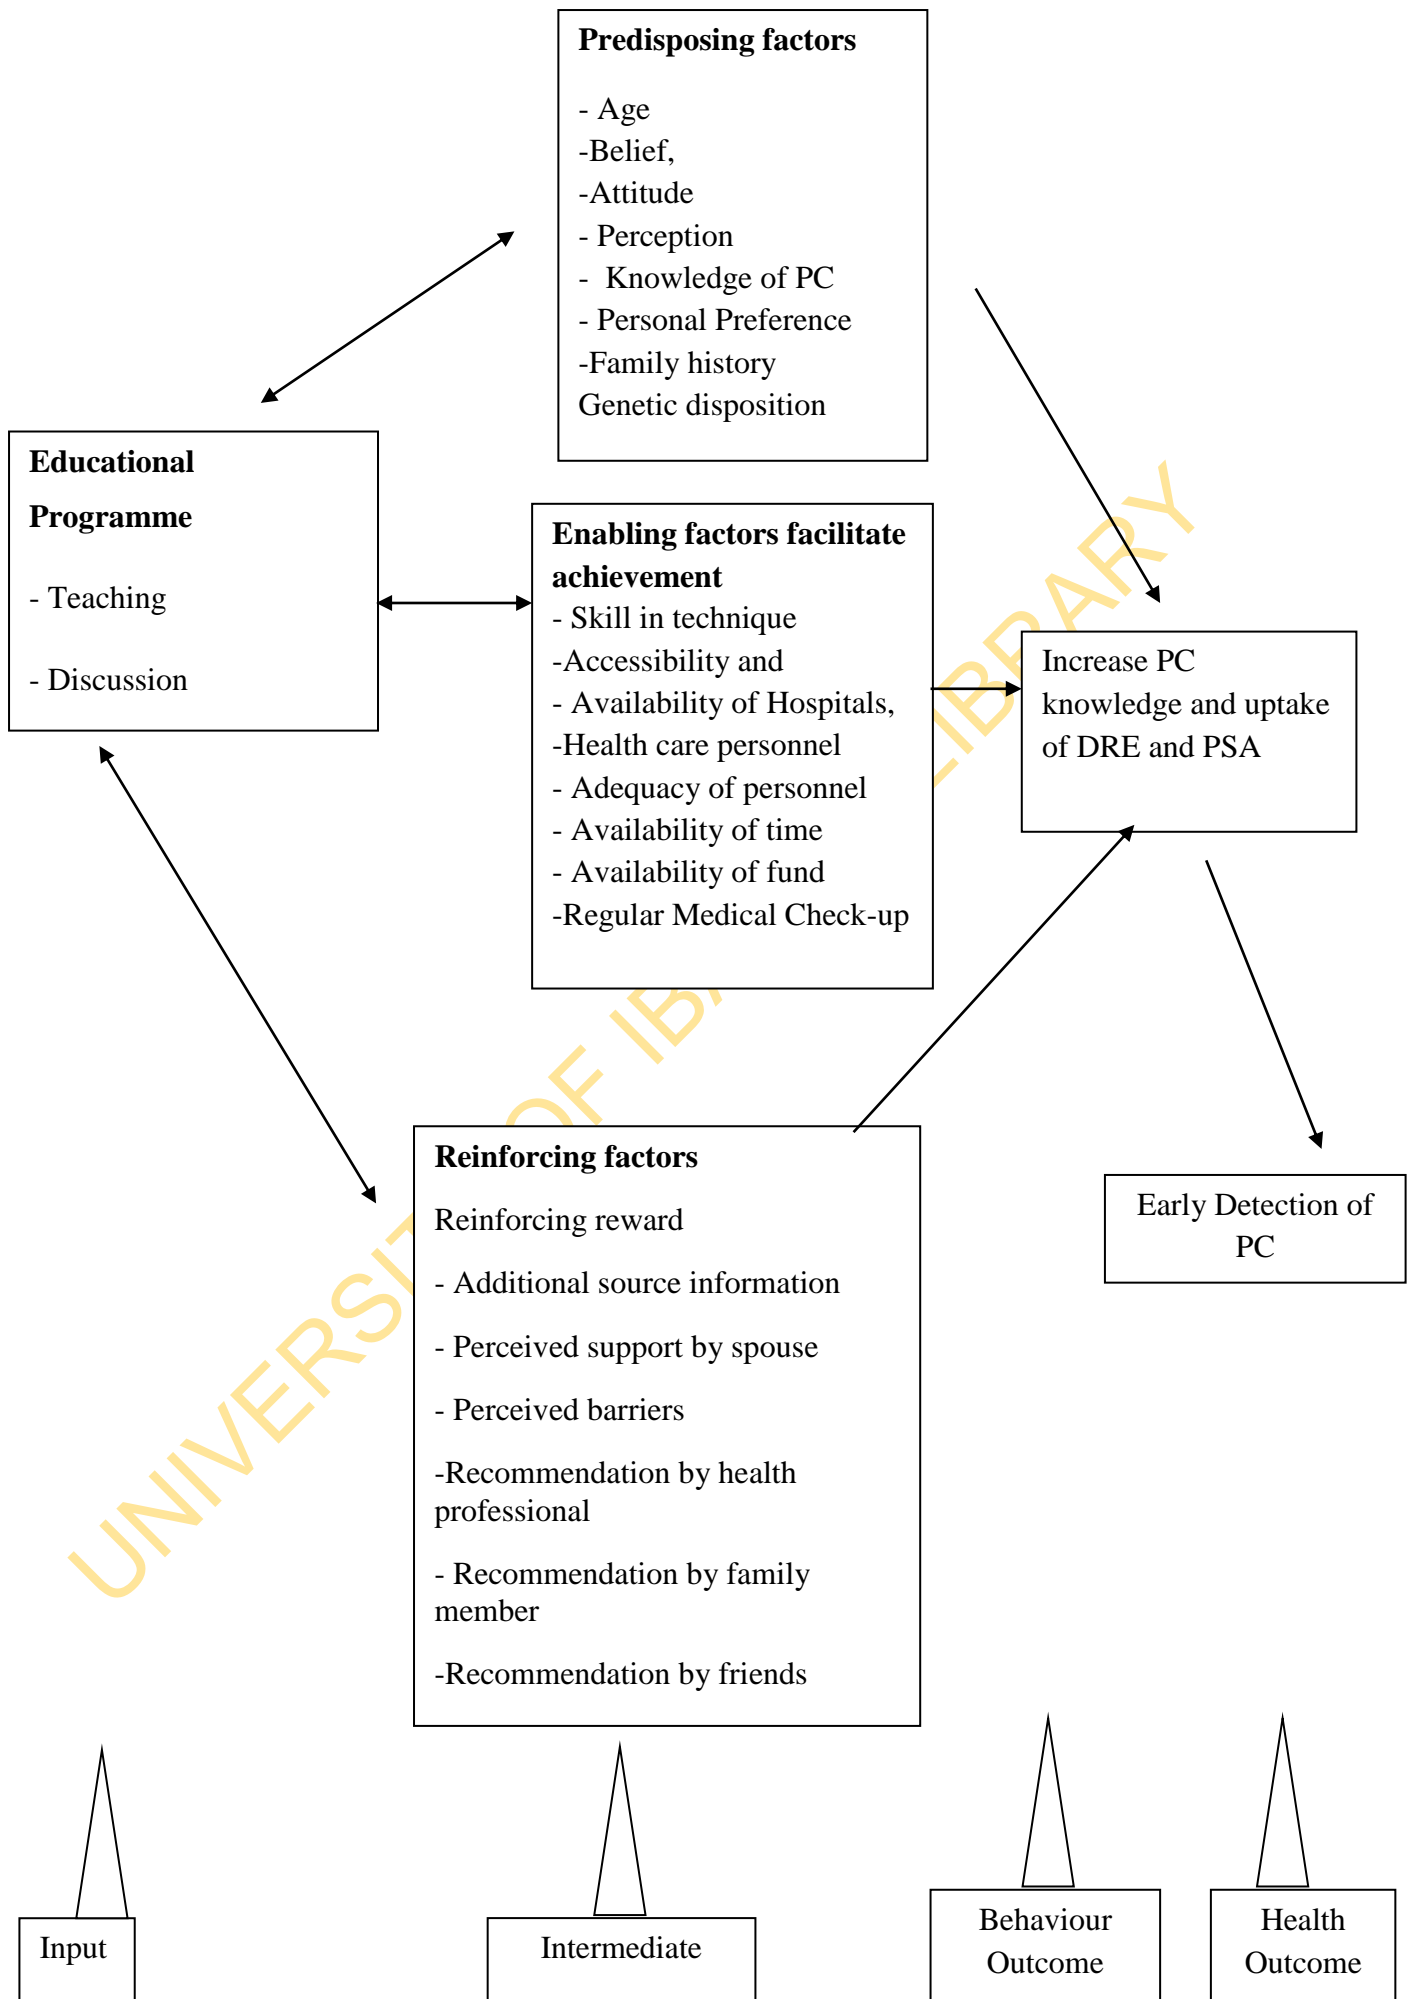 Predisposing factors
- Age
-Belief,
-Attitude
- Perception
- Knowledge of PC
- Personal Preference
-Family history
Genetic disposition
Educational
Programme
- Teaching
- Discussion
Enabling factors facilitate
achievement
- Skill in technique
-Accessibility and
- Availability of Hospitals,
-Health care personnel
- Adequacy of personnel
- Availability of time
- Availability of fund
-Regular Medical Check-up
Increase PC
knowledge and uptake
of DRE and PSA
Reinforcing factors
Reinforcing reward
- Additional source information
- Perceived support by spouse
- Perceived barriers
-Recommendation by health
professional
- Recommendation by family
member
-Recommendation by friends
Early Detection of
PC
Input
Intermediate
Behaviour
Outcome
Health
Outcome
UNIVERSITY OF LIBRARY